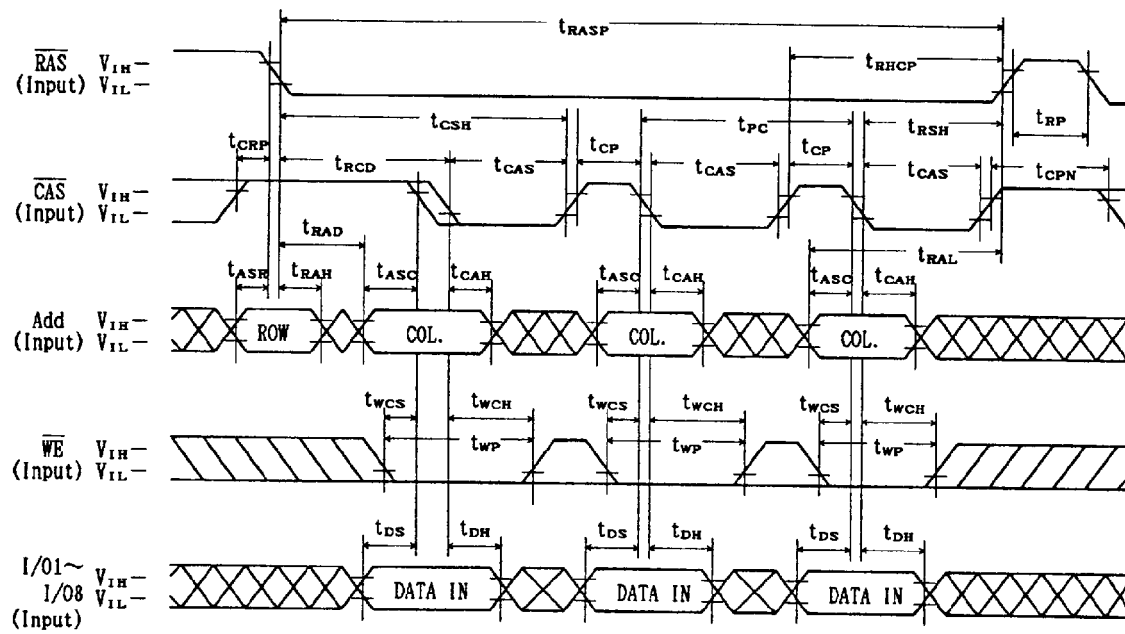 tRASP
RAS VIH
(Input) VIL
tRHCP
tRP
tCSH
tPC
tRSH
tCRP
tRCD
tCAS
tCP
tCAS
tCP
tCAS
tCPN
CAS VIH
(Input) VIL
tRAD
tRAL
tASR
tRAH
tASC
tCAH
tASC
tCAH
tASC
tCAH
Add VIH
(Input) VIL
ROW
COL.
COL.
COL.
tWCS
tWCH
tWCS
tWCH
tWCS
tWCH
tWP
tWP
tWP
WE VIH
(Input) VIL
tDS
tDH
tDS
tDH
tDS
tDH
I/O1~ VIH
I/O8 VIL
(Input)
DATA IN
DATA IN
DATA IN